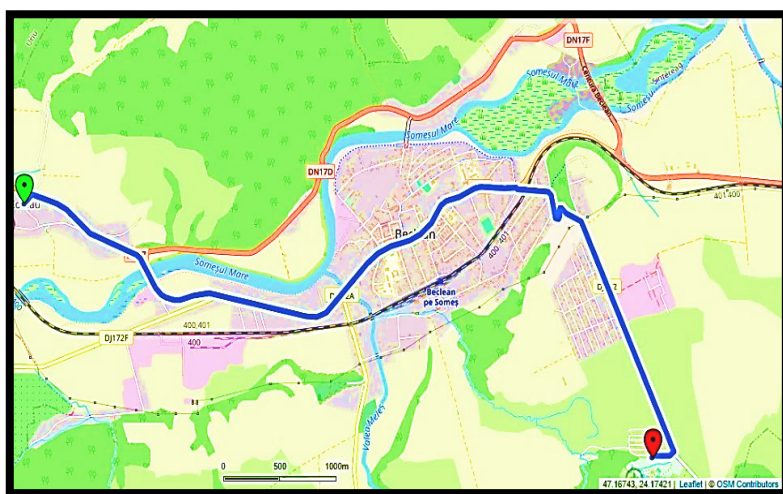 DN17F
Someșul Mare
Someșul Mare
DN17D
401 400
Beclean
Someșul Mare
400, 401
Beclean
pe Someș
DJ172F
400,401
400
Valea Meleș
0 500 1000m
47.16743, 24.17421 | Leaflet | © OSM Contributors